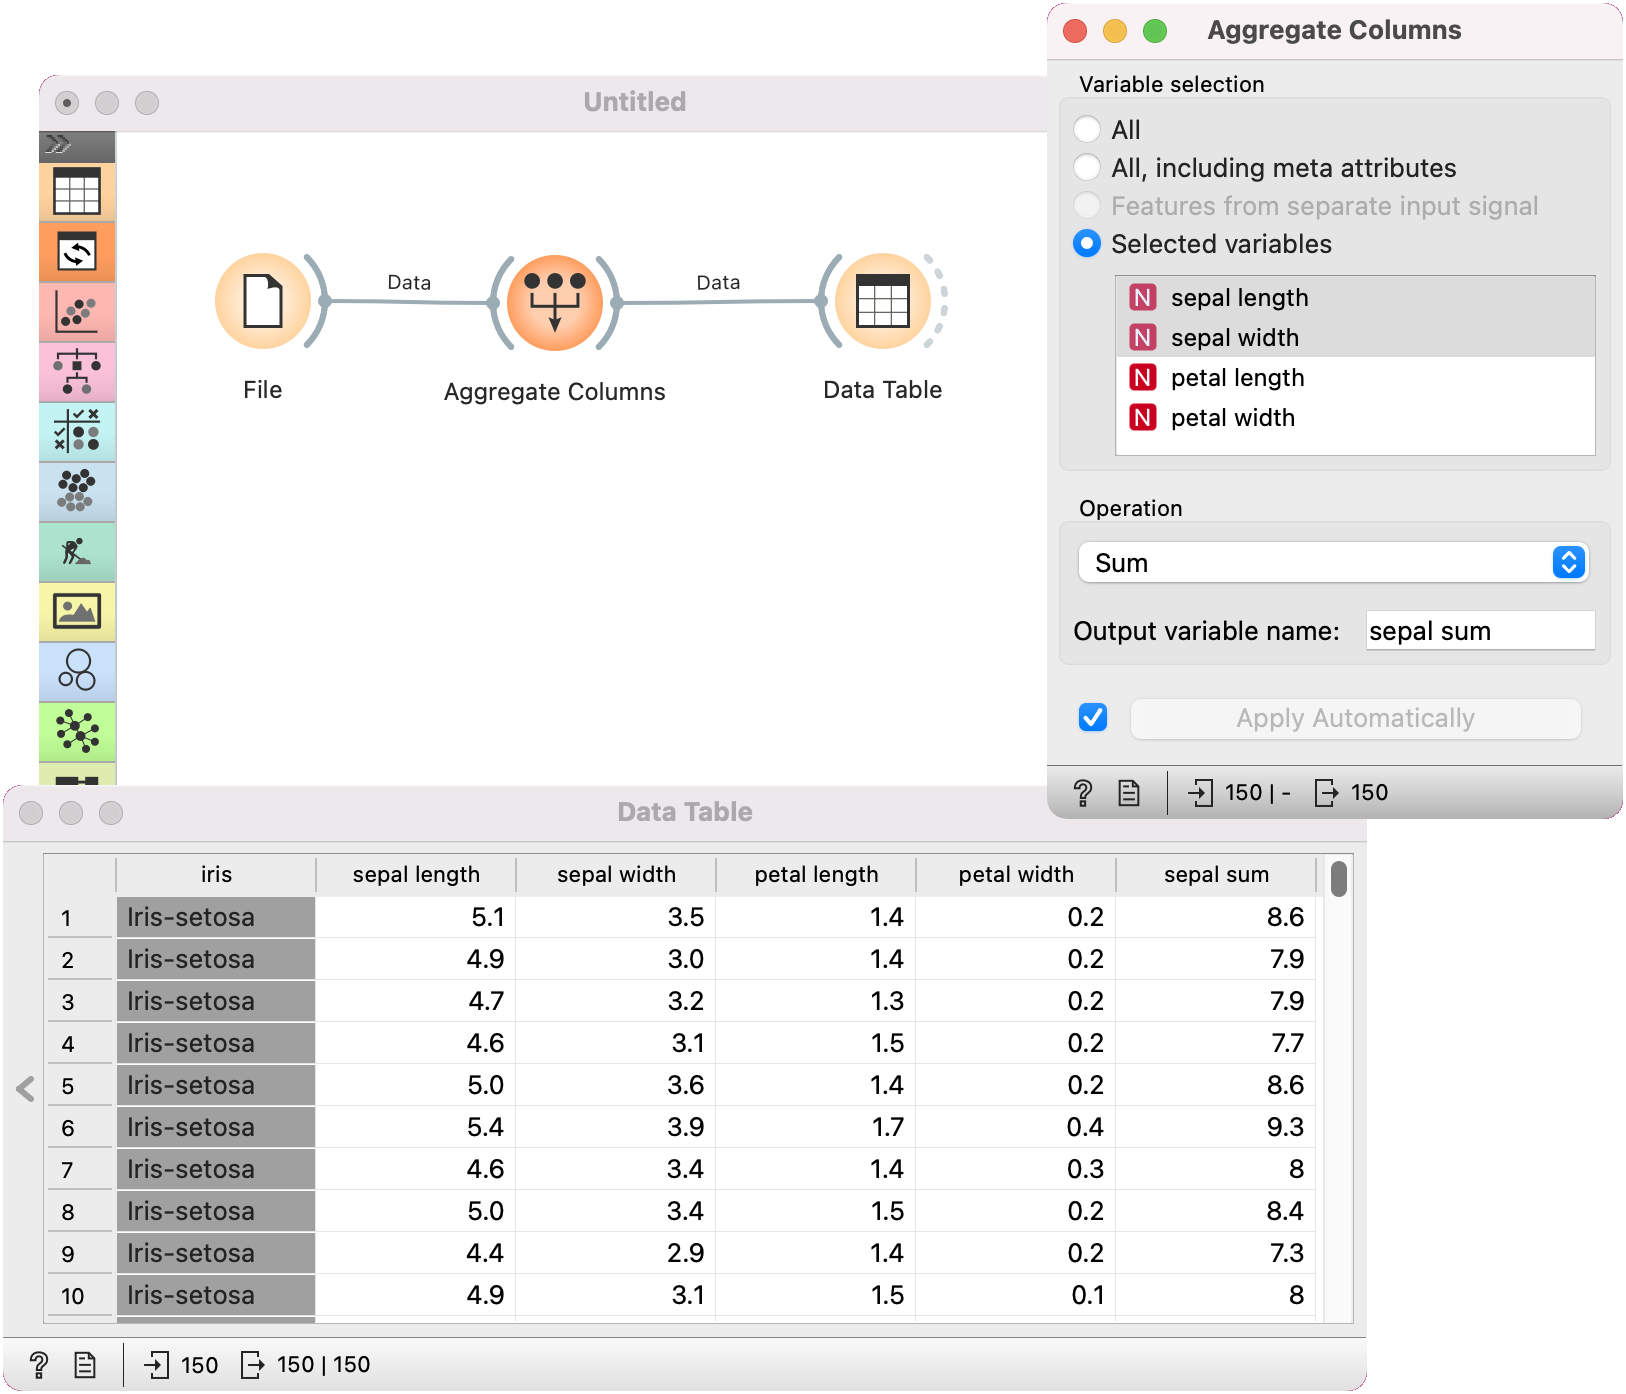 Untitled
Data
Data
File
Aggregate Columns
Data Table
Aggregate Columns
Variable selection
All
All, including meta attributes
Features from separate input signal
Selected variables
N sepal length
N sepal width
N petal length
N petal width
Operation
Sum
Output variable name: sepal sum
Apply Automatically
? 150 | - 150
Data Table
iris sepal length sepal width petal length petal width sepal sum
1 Iris-setosa 5.1 3.5 1.4 0.2 8.6
2 Iris-setosa 4.9 3.0 1.4 0.2 7.9
3 Iris-setosa 4.7 3.2 1.3 0.2 7.9
4 Iris-setosa 4.6 3.1 1.5 0.2 7.7
5 Iris-setosa 5.0 3.6 1.4 0.2 8.6
6 Iris-setosa 5.4 3.9 1.7 0.4 9.3
7 Iris-setosa 4.6 3.4 1.4 0.3 8
8 Iris-setosa 5.0 3.4 1.5 0.2 8.4
9 Iris-setosa 4.4 2.9 1.4 0.2 7.3
10 Iris-setosa 4.9 3.1 1.5 0.1 8
? 150 150 | 150